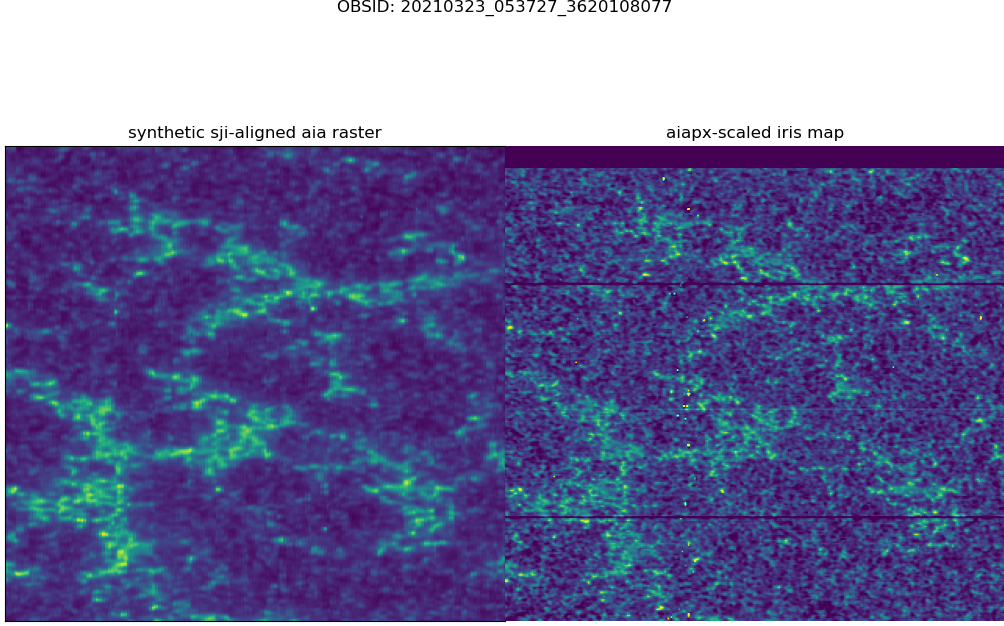 OBSID: 20210323_053727_3620108077
synthetic sji-aligned aia raster
aiapx-scaled iris map